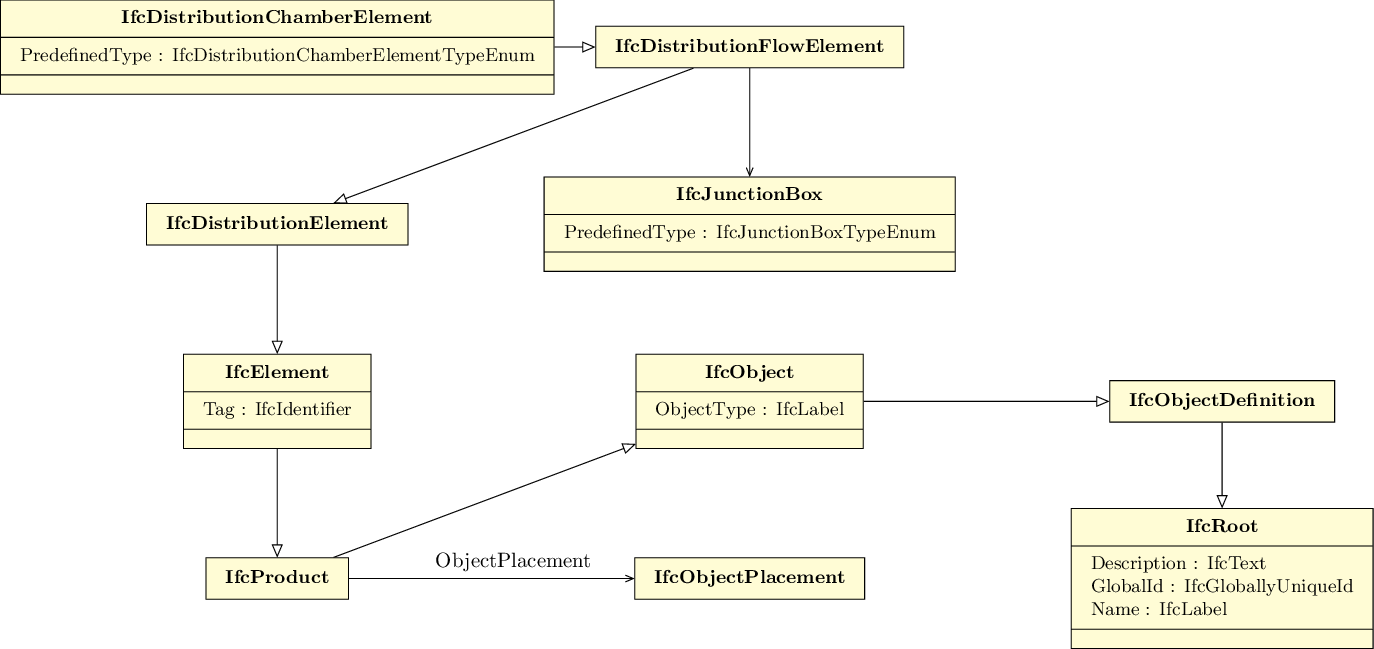 IfcDistributionChamberElement
PredefinedType : IfcDistributionChamberElementTypeEnum
IfcDistributionFlowElement
IfcDistributionElement
IfcJunctionBox
PredefinedType : IfcJunctionBoxTypeEnum
IfcElement
Tag : IfcIdentifier
IfcObject
ObjectType : IfcLabel
IfcObjectDefinition
IfcProduct
ObjectPlacement
IfcObjectPlacement
IfcRoot
Description : IfcText
GlobalId : IfcGloballyUniqueId
Name : IfcLabel